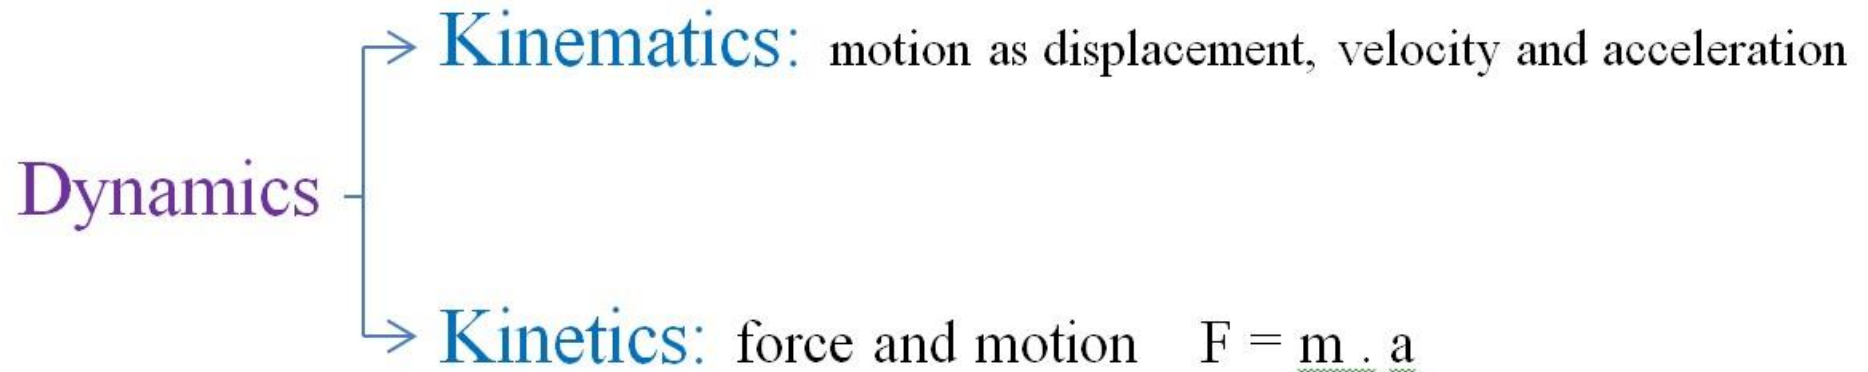 Kinematics: motion as displacement, velocity and acceleration
Dynamics
Kinetics: force and motion F = m . a